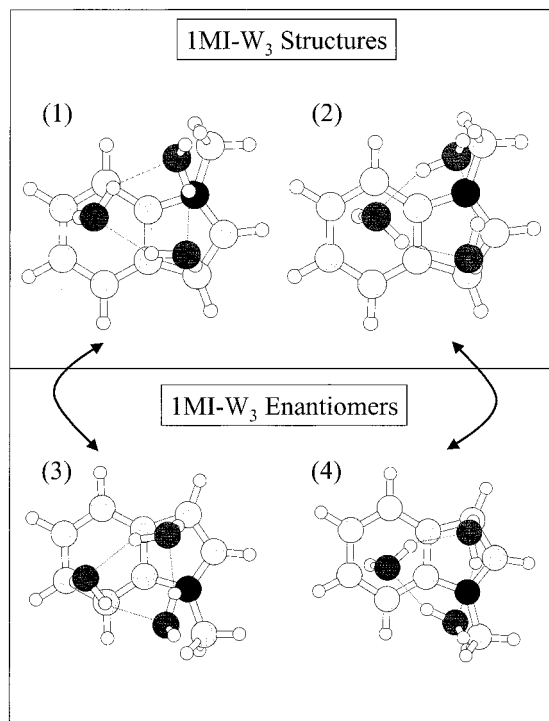 1MI-W₃ Structures
(1) (2)
1MI-W₃ Enantiomers
(3) (4)